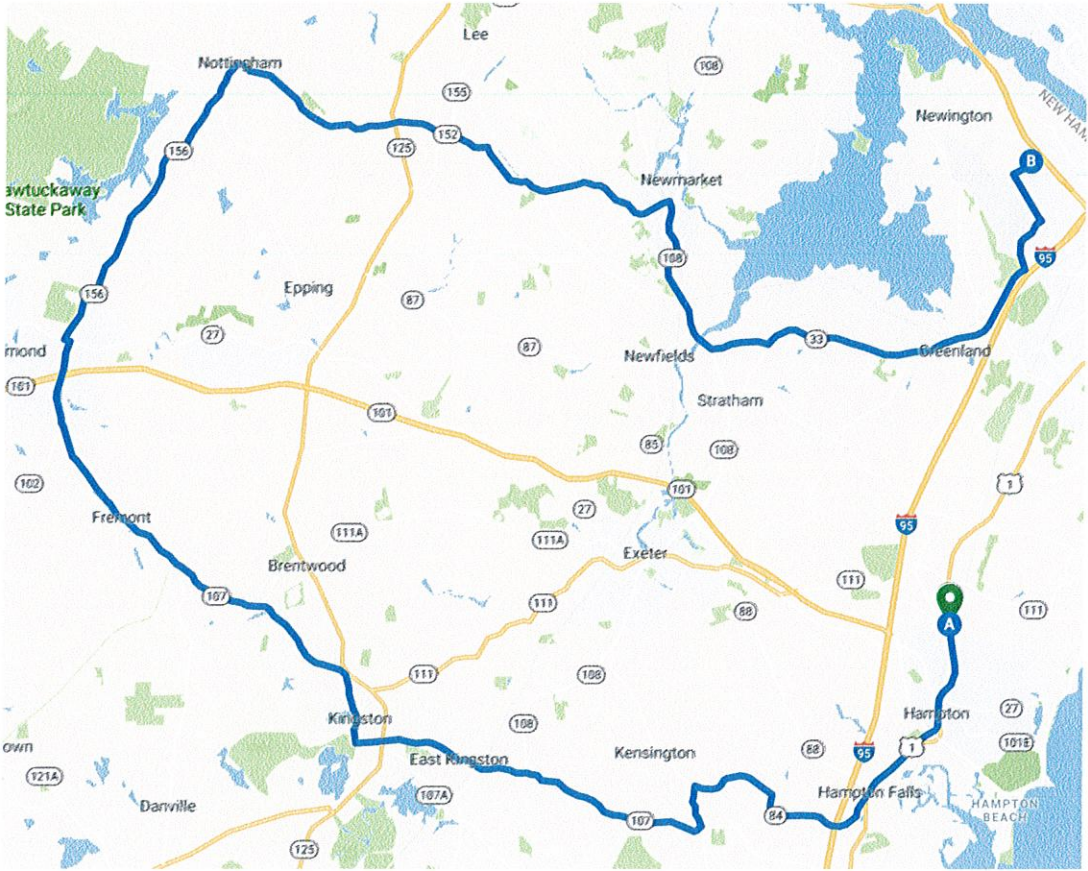 Lee
Nottingham
108
155
Newington
NEW HAM
152
125
156
B
awtuckaway
State Park
Newmarket
108
95
156
Epping
87
27
33
mond
87
Newfields
Greenland
101
Stratham
101
85
108
102
101
1
27
Fremont
111A
111A
95
Exeter
Brentwood
111
107
111
88
111
A
111
108
Kingston
108
Hampton
27
own
88
95
1
101E
East Kingston
Kensington
121A
107A
Hampton Falls
Danville
107
84
HAMPTON
BEACH
125